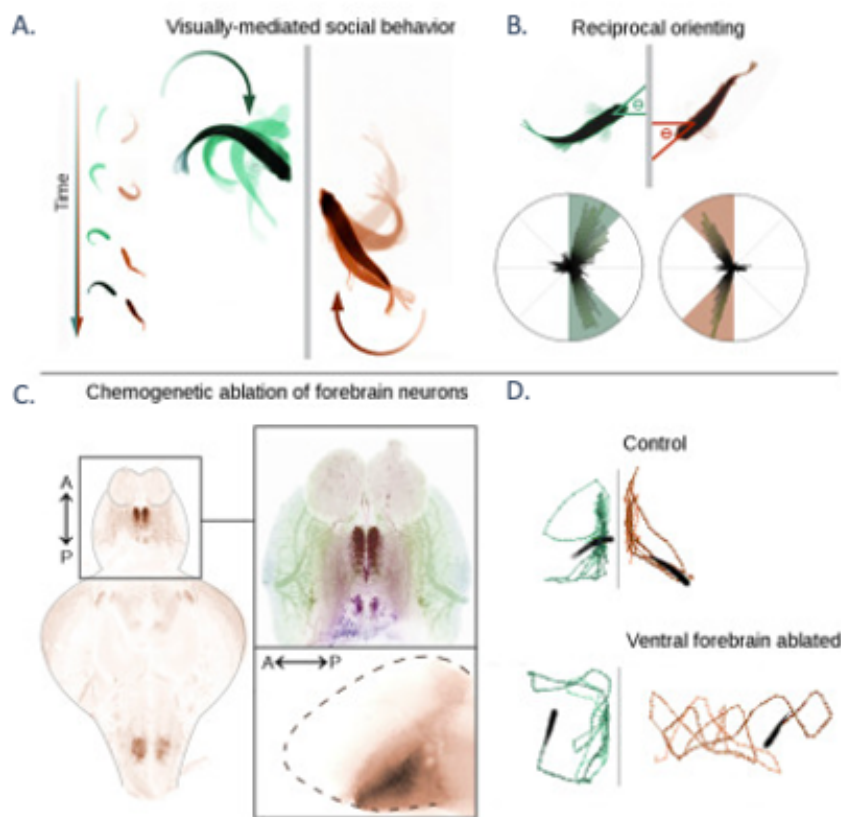 A.
Visually-mediated social behavior
Time
B.
Reciprocal orienting
Θ
Θ
C.
Chemogenetic ablation of forebrain neurons
A
P
A
P
D.
Control
Ventral forebrain ablated